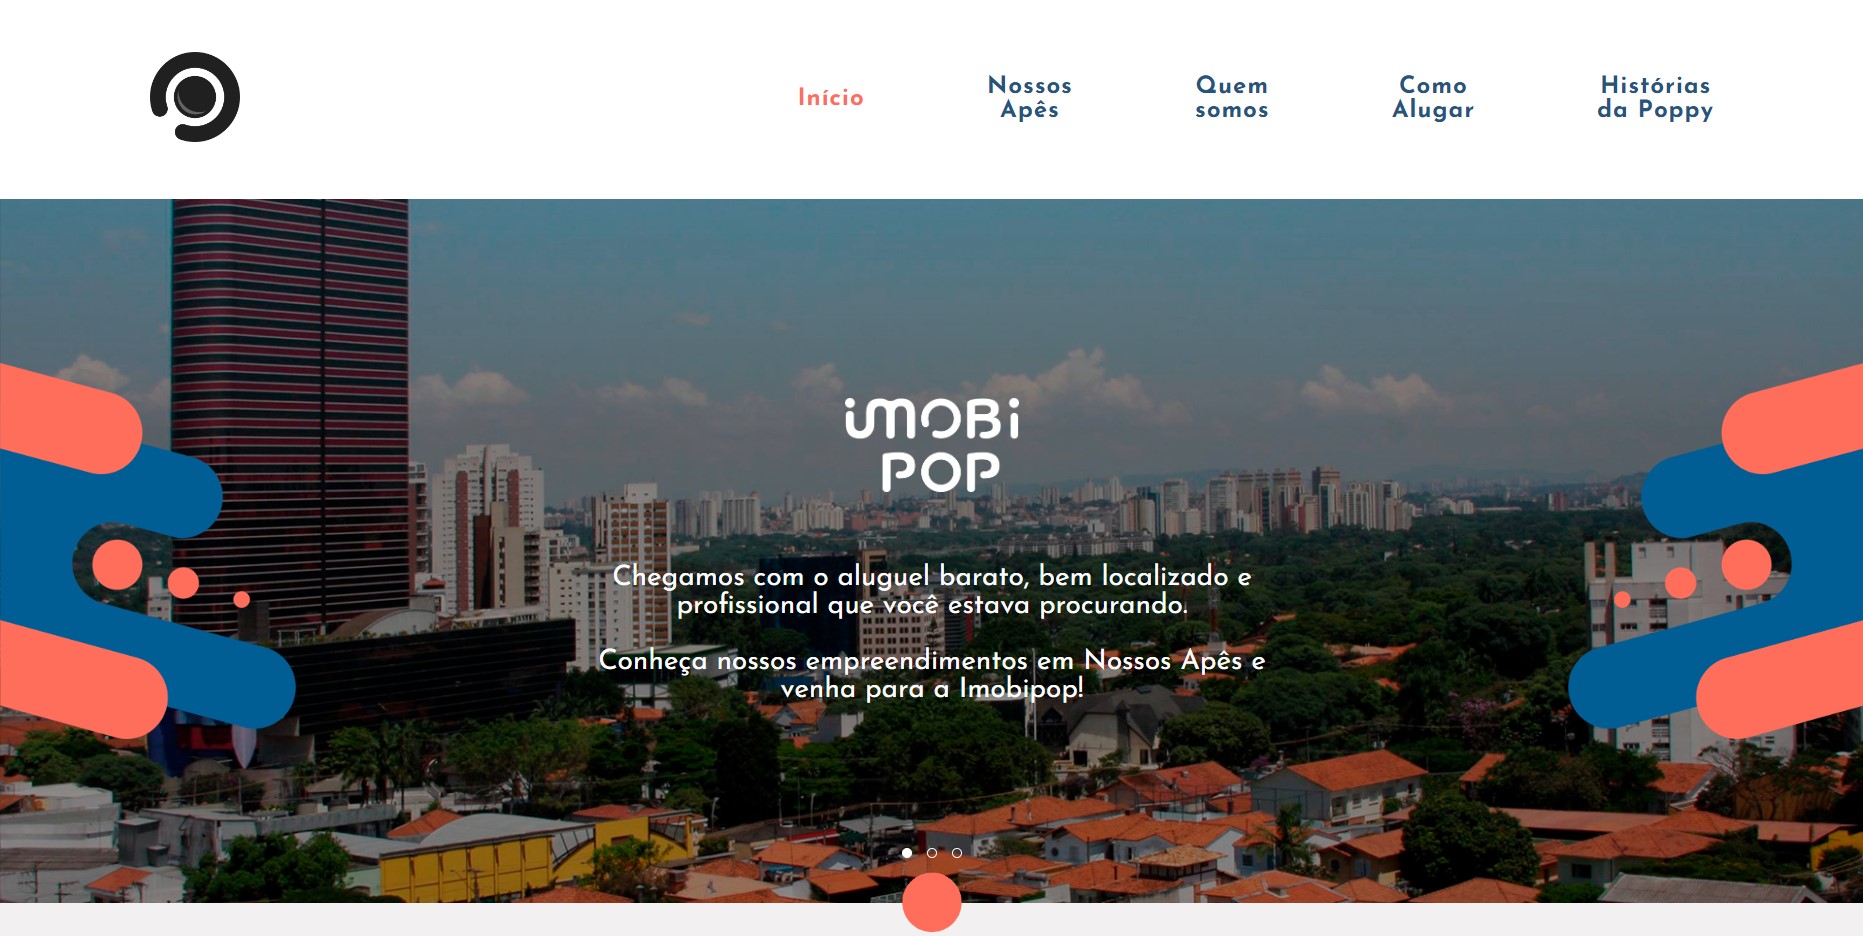 Início
Nossos
Apês
Quem
somos
Como
Alugar
Histórias
da Poppy
iMOBi
POP
Chegamos com o aluguel barato, bem localizado e
profissional que você estava procurando.
Conheça nossos empreendimentos em Nossos Apês e
venha para a Imobipop!